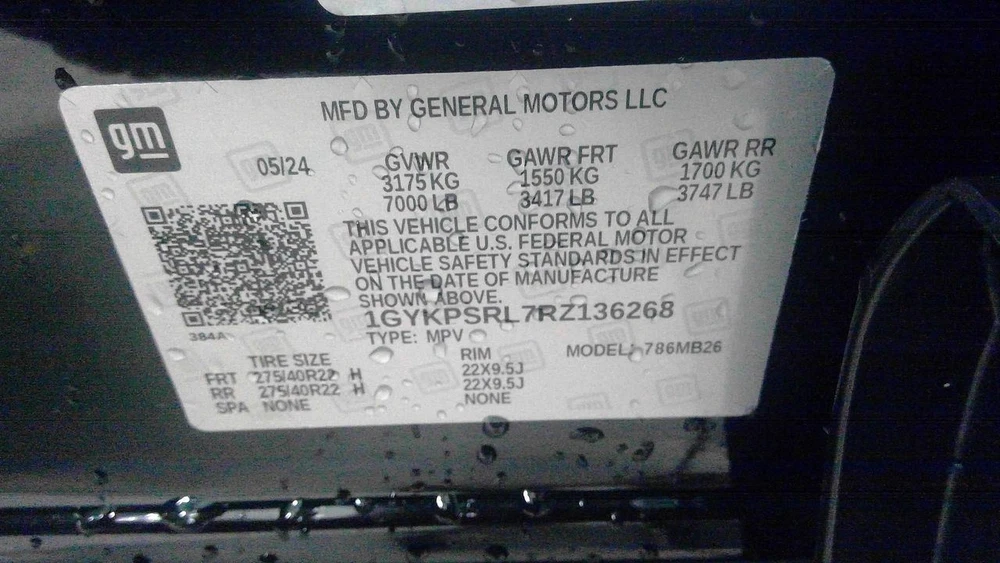 gm
MFD BY GENERAL MOTORS LLC
05/24 GVWR GAWR FRT GAWR RR
3175 KG 1550 KG 1700 KG
7000 LB 3417 LB 3747 LB
THIS VEHICLE CONFORMS TO ALL
APPLICABLE U.S. FEDERAL MOTOR
VEHICLE SAFETY STANDARDS IN EFFECT
ON THE DATE OF MANUFACTURE
SHOWN ABOVE.
1GYKPSRL7RZ136268
384A
TYPE: MPV
MODEL: 786MB26
TIRE SIZE RIM
FRT 275/40R22 H 22X9.5J
RR 275/40R22 H 22X9.5J
SPA NONE NONE